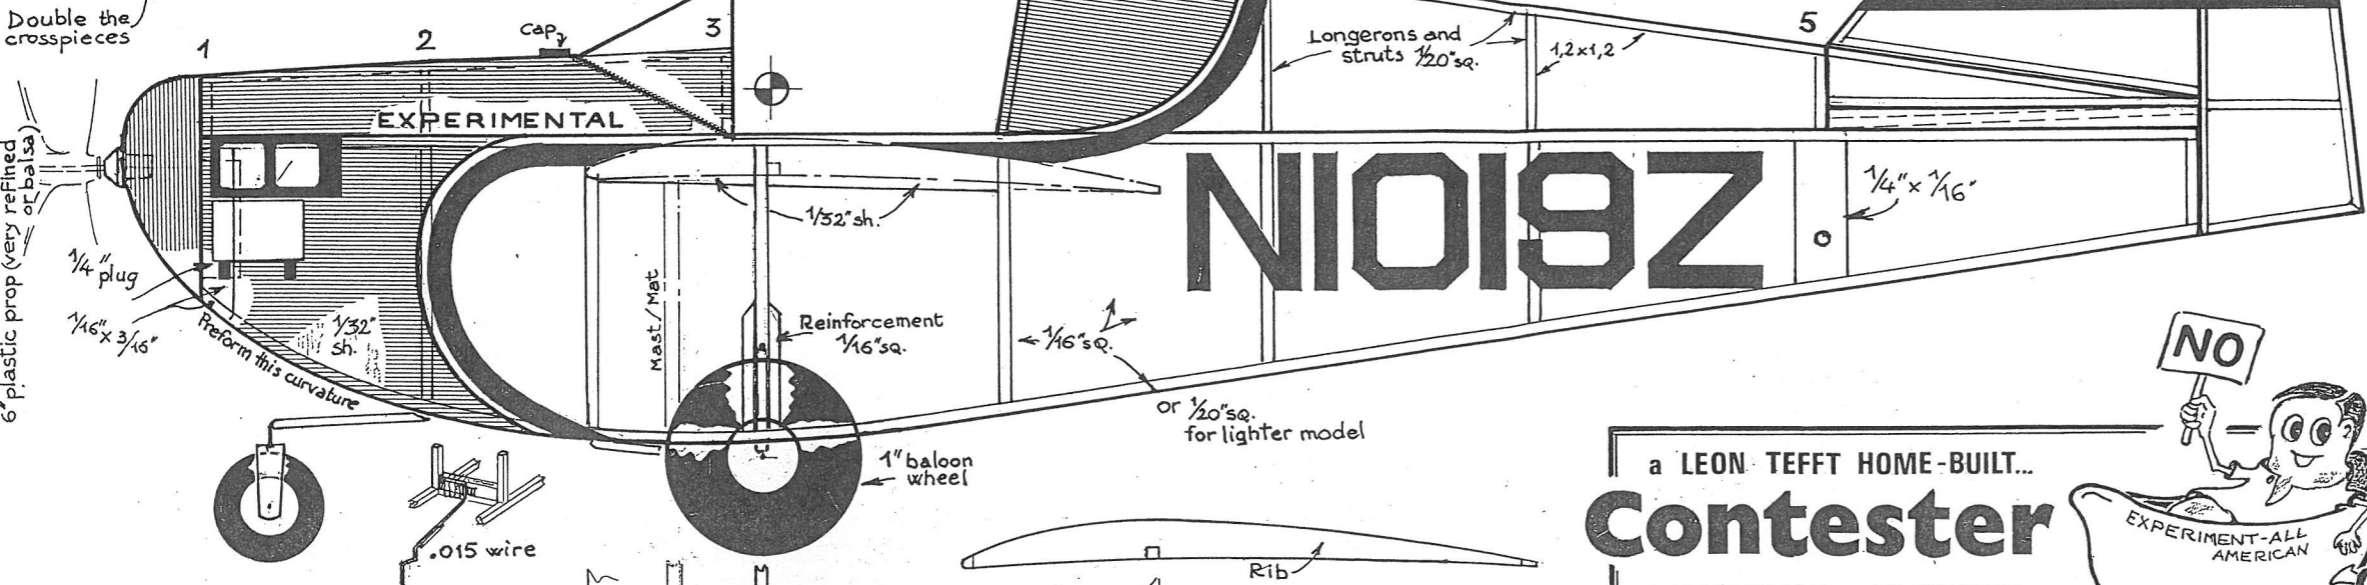 Double the
crosspieces
1
2
cap
3
5
Longerons and
struts 1/20"sq.
1,2x1,2
EXPERIMENTAL
6" plastic prop (very refined
or balsa)
N1019Z
1/4" x 1/16"
1/32" sh.
1/4" plug
1/16" x 3/16"
Preform this curvature
1/32"
sh.
Mast/Mat
Reinforcement
1/16"sq.
1/16"sq.
or 1/20"sq.
for lighter model
1" baloon
wheel
.015 wire
Rib
NO
a LEON TEFFT HOME-BUILT...
Contester
EXPERIMENT-ALL
AMERICAN